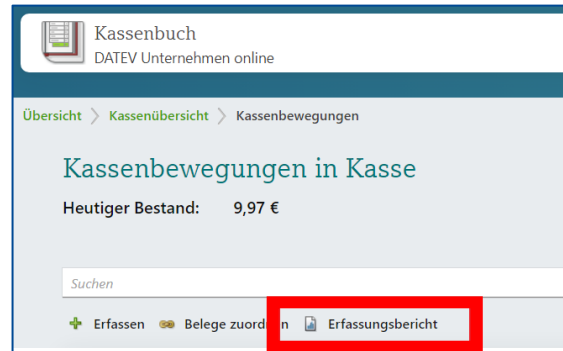 Kassenbuch
DATEV Unternehmen online
Übersicht > Kassenübersicht > Kassenbewegungen
Kassenbewegungen in Kasse
Heutiger Bestand: 9,97 €
Suchen
Erfassen Belege zuordnen Erfassungsbericht